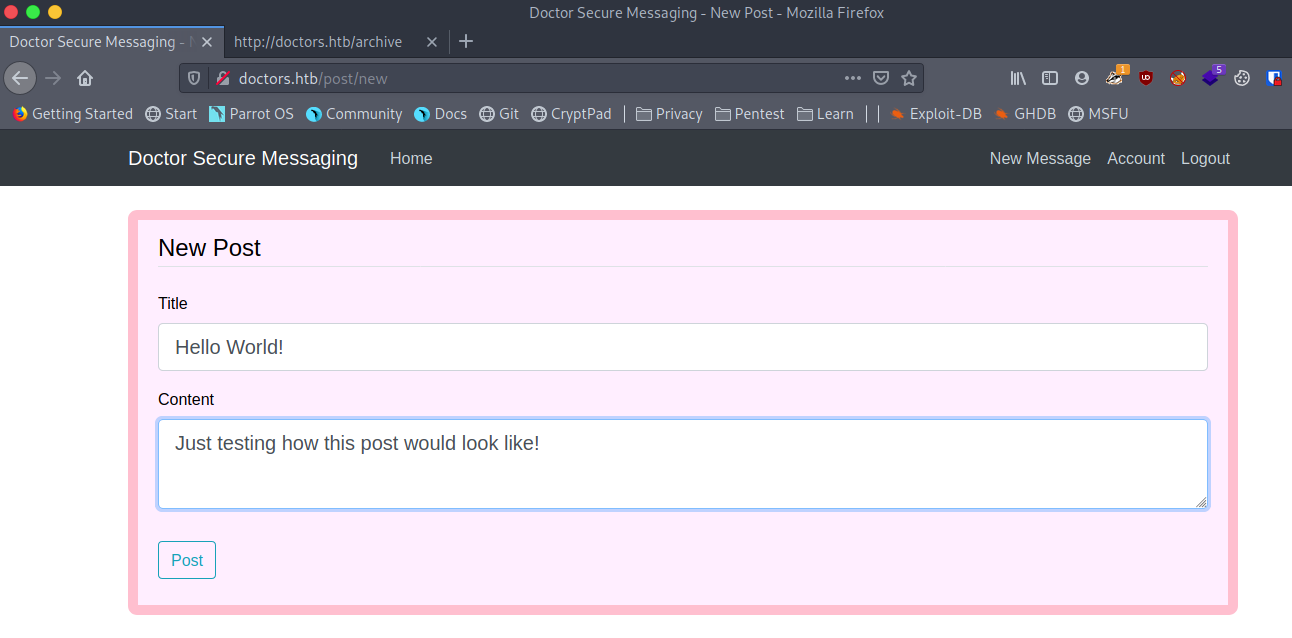 Doctor Secure Messaging - New Post - Mozilla Firefox
Doctor Secure Messaging - http://doctors.htb/archive
doctors.htb/post/new 1 UD 5
Getting Started Start Parrot OS Community Docs Git CryptPad Privacy Pentest Learn Exploit-DB GHDB MSFU
Doctor Secure Messaging Home New Message Account Logout
New Post
Title
Hello World!
Content
Just testing how this post would look like!
Post